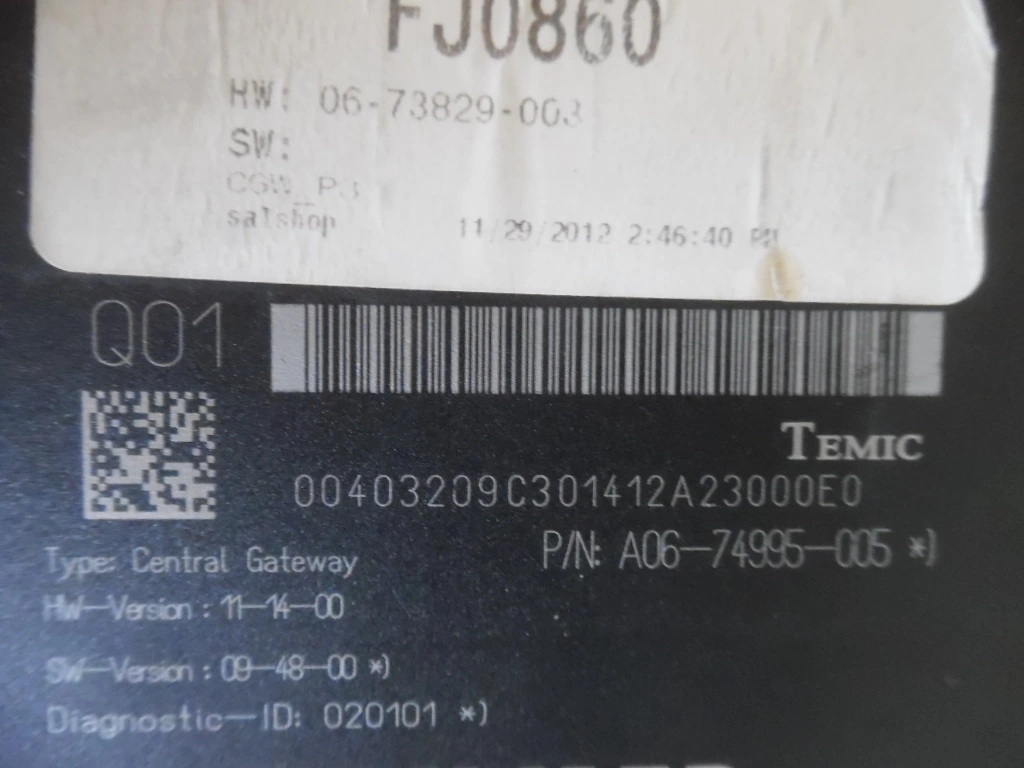 FJ0860
HW: 06-73829-003
SW:
CGW_P3
salshop 11/29/2012 2:46:40 PM
Q01
TEMIC
00403209C301412A23000E0
P/N: A06-74995-005 *)
Type: Central Gateway
HW-Version : 11-14-00
SW-Version : 09-48-00 *)
Diagnostic-ID: 020101 *)